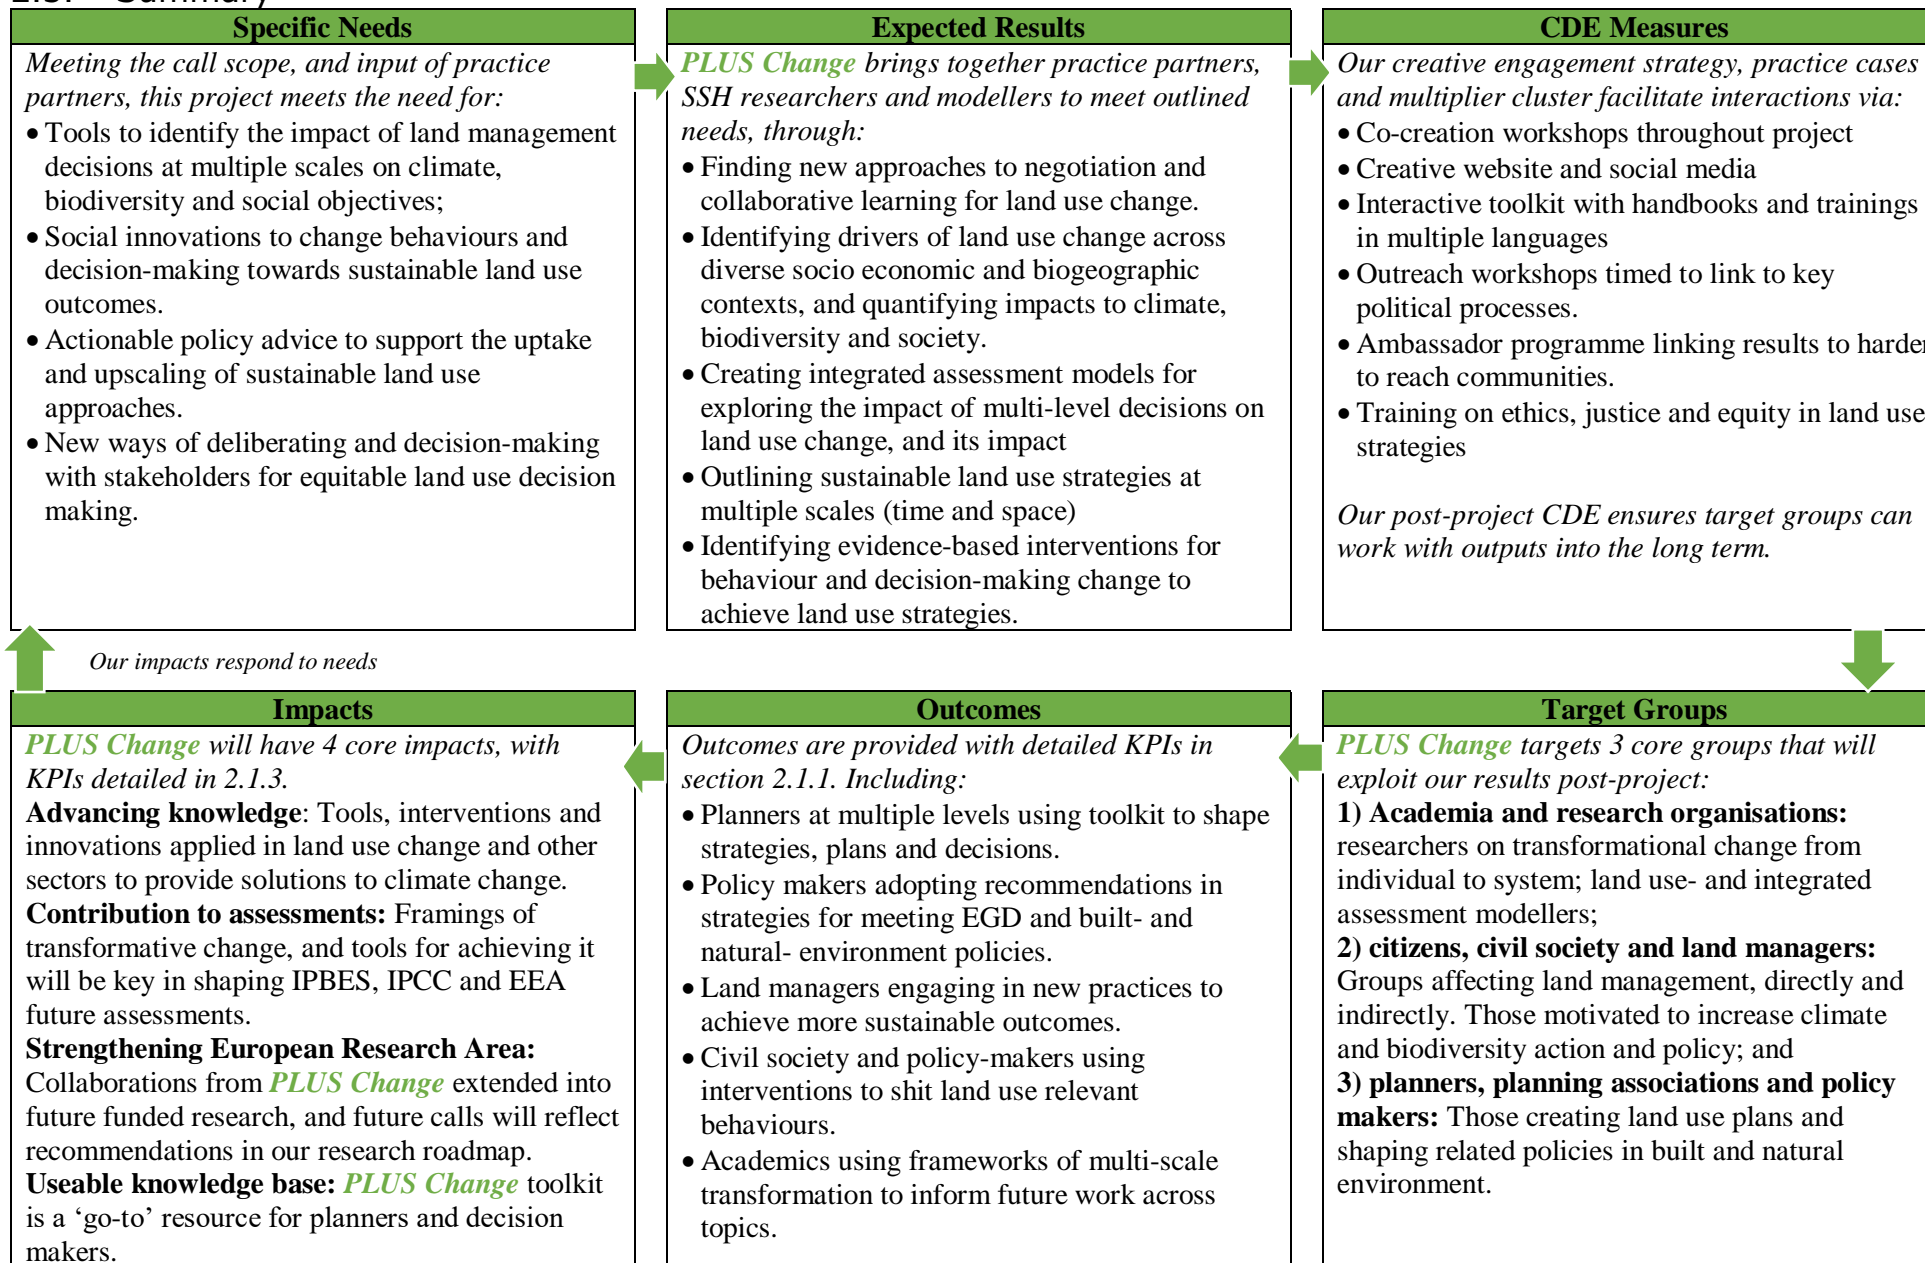 Specific Needs
Meeting the call scope, and input of practice
partners, this project meets the need for:
• Tools to identify the impact of land management
decisions at multiple scales on climate,
biodiversity and social objectives;
• Social innovations to change behaviours and
decision-making towards sustainable land use
outcomes.
• Actionable policy advice to support the uptake
and upscaling of sustainable land use
approaches.
• New ways of deliberating and decision-making
with stakeholders for equitable land use decision
making.
Expected Results
PLUS Change brings together practice partners,
SSH researchers and modellers to meet outlined
needs, through:
• Finding new approaches to negotiation and
collaborative learning for land use change.
• Identifying drivers of land use change across
diverse socio economic and biogeographic
contexts, and quantifying impacts to climate,
biodiversity and society.
• Creating integrated assessment models for
exploring the impact of multi-level decisions on
land use change, and its impact
• Outlining sustainable land use strategies at
multiple scales (time and space)
• Identifying evidence-based interventions for
behaviour and decision-making change to
achieve land use strategies.
CDE Measures
Our creative engagement strategy, practice cases
and multiplier cluster facilitate interactions via:
• Co-creation workshops throughout project
• Creative website and social media
• Interactive toolkit with handbooks and trainings
in multiple languages
• Outreach workshops timed to link to key
political processes.
• Ambassador programme linking results to harder
to reach communities.
• Training on ethics, justice and equity in land use
strategies
Our post-project CDE ensures target groups can
work with outputs into the long term.
Our impacts respond to needs
Impacts
PLUS Change will have 4 core impacts, with
KPIs detailed in 2.1.3.
Advancing knowledge: Tools, interventions and
innovations applied in land use change and other
sectors to provide solutions to climate change.
Contribution to assessments: Framings of
transformative change, and tools for achieving it
will be key in shaping IPBES, IPCC and EEA
future assessments.
Strengthening European Research Area:
Collaborations from PLUS Change extended into
future funded research, and future calls will reflect
recommendations in our research roadmap.
Useable knowledge base: PLUS Change toolkit
is a ‘go-to’ resource for planners and decision
makers.
Outcomes
Outcomes are provided with detailed KPIs in
section 2.1.1. Including:
• Planners at multiple levels using toolkit to shape
strategies, plans and decisions.
• Policy makers adopting recommendations in
strategies for meeting EGD and built- and
natural- environment policies.
• Land managers engaging in new practices to
achieve more sustainable outcomes.
• Civil society and policy-makers using
interventions to shit land use relevant
behaviours.
• Academics using frameworks of multi-scale
transformation to inform future work across
topics.
Target Groups
PLUS Change targets 3 core groups that will
exploit our results post-project:
1) Academia and research organisations:
researchers on transformational change from
individual to system; land use- and integrated
assessment modellers;
2) citizens, civil society and land managers:
Groups affecting land management, directly and
indirectly. Those motivated to increase climate
and biodiversity action and policy; and
3) planners, planning associations and policy
makers: Those creating land use plans and
shaping related policies in built and natural
environment.